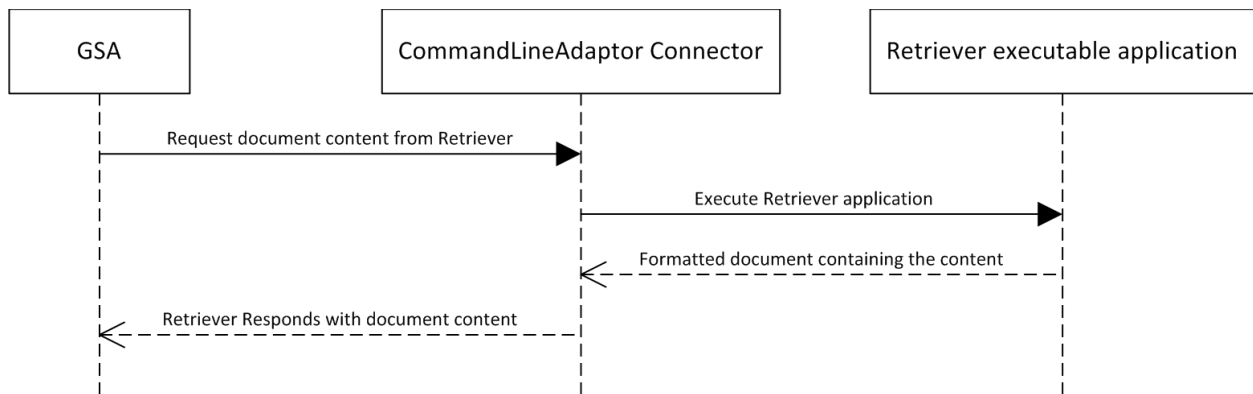 GSA
CommandLineAdaptor Connector
Retriever executable application
Request document content from Retriever
Execute Retriever application
Formatted document containing the content
Retriever Responds with document content